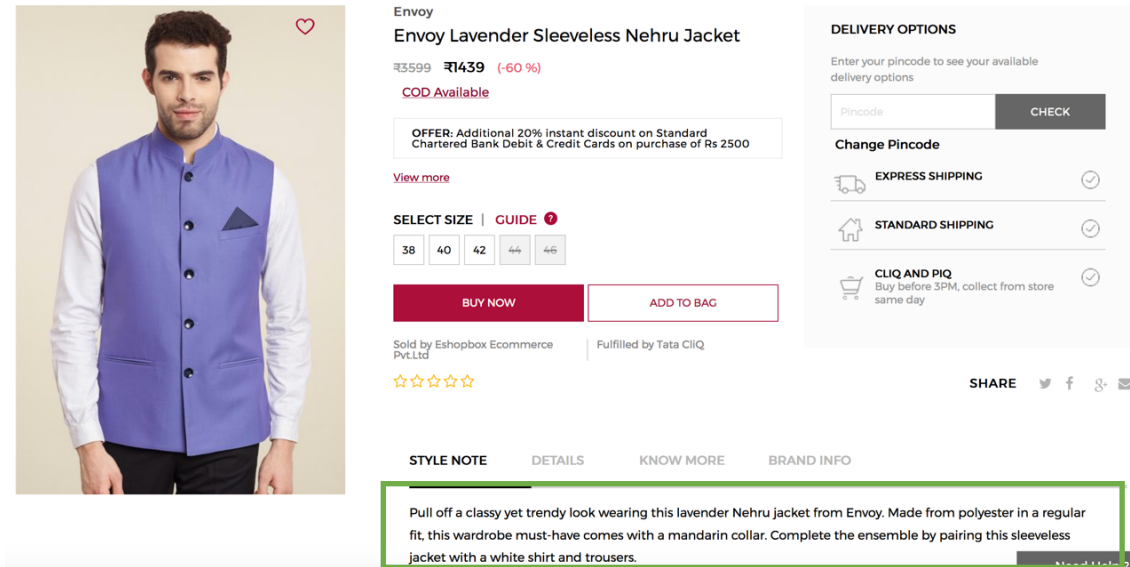 Envoy
Envoy Lavender Sleeveless Nehru Jacket
₹3599 ₹1439 (-60 %)
COD Available
OFFER: Additional 20% instant discount on Standard
Chartered Bank Debit & Credit Cards on purchase of Rs 2500
View more
SELECT SIZE | GUIDE ?
38 40 42 44 46
BUY NOW ADD TO BAG
Sold by Eshopbox Ecommerce
Pvt.Ltd
Fulfilled by Tata CliQ
DELIVERY OPTIONS
Enter your pincode to see your available
delivery options
Pincode CHECK
Change Pincode
EXPRESS SHIPPING
STANDARD SHIPPING
CLIQ AND PIQ
Buy before 3PM, collect from store
same day
SHARE
STYLE NOTE DETAILS KNOW MORE BRAND INFO
Pull off a classy yet trendy look wearing this lavender Nehru jacket from Envoy. Made from polyester in a regular
fit, this wardrobe must-have comes with a mandarin collar. Complete the ensemble by pairing this sleeveless
jacket with a white shirt and trousers.
Need Help?